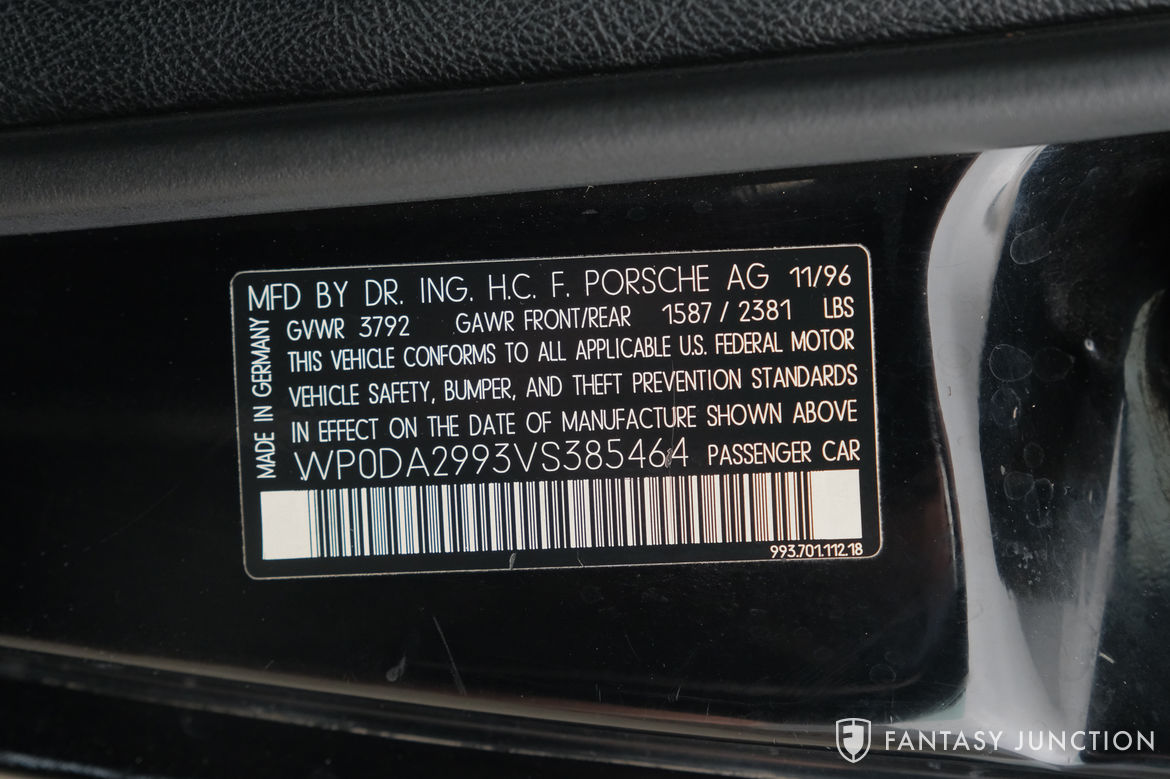 MFD BY DR. ING. H.C. F. PORSCHE AG 11/96
GVWR 3792 GAWR FRONT/REAR 1587 / 2381 LBS
THIS VEHICLE CONFORMS TO ALL APPLICABLE U.S. FEDERAL MOTOR
VEHICLE SAFETY, BUMPER, AND THEFT PREVENTION STANDARDS
IN EFFECT ON THE DATE OF MANUFACTURE SHOWN ABOVE
WP0DA2993VS385464 PASSENGER CAR
993.701.112.18
MADE IN GERMANY
FANTASY JUNCTION